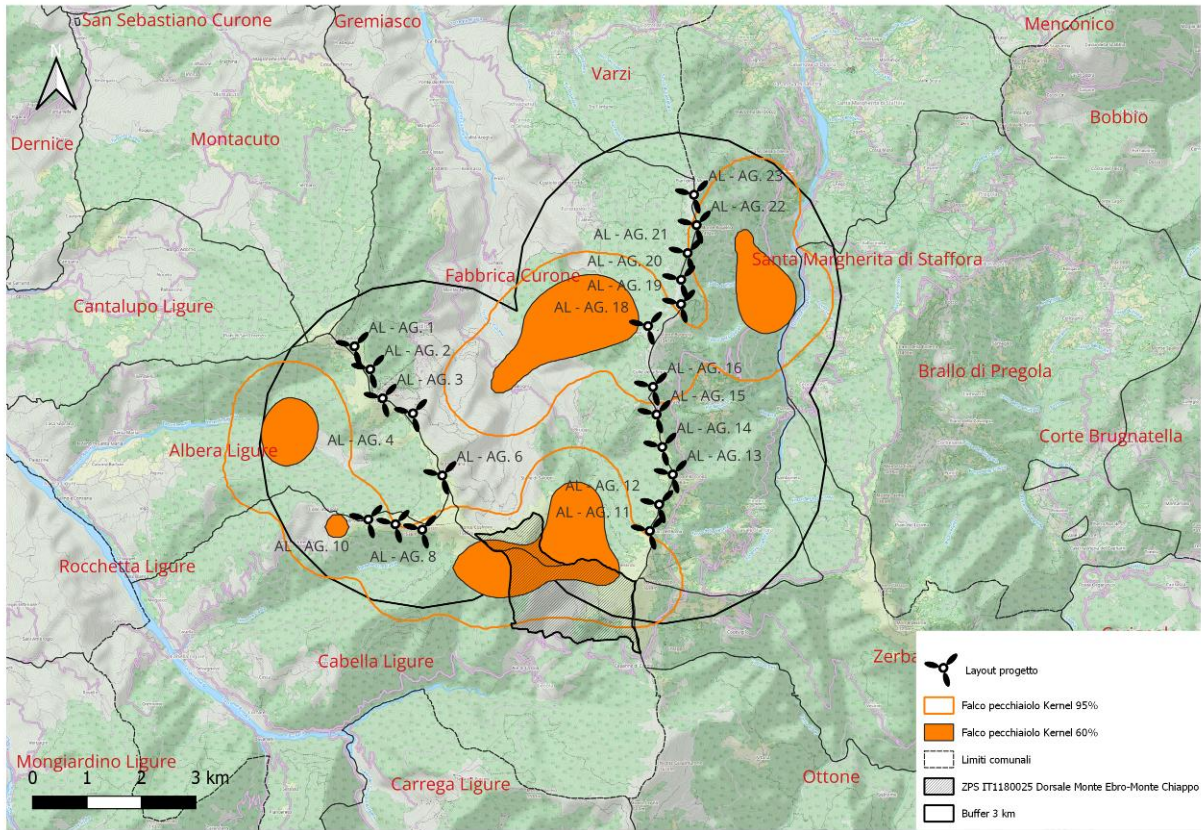 San Sebastiano Curone
Gremiasco
Menconico
N
Varzi
Bobbio
Dernice
Montacuto
AL - AG. 23
AL - AG. 22
AL - AG. 21
AL - AG. 20
Santa Margherita di Staffora
Fabbrica Curone
AL - AG. 19
AL - AG. 18
Cantalupo Ligure
AL - AG. 1
AL - AG. 2
AL - AG. 3
AL - AG. 16
Brallo di Pregola
AL - AG. 15
AL - AG. 14
Corte Brugnatella
Albera Ligure
AL - AG. 4
AL - AG. 6
AL - AG. 13
AL - AG. 12
AL - AG. 11
AL - AG. 10
AL - AG. 8
Rocchetta Ligure
Cabella Ligure
Zerba
Mongiardino Ligure
Carrega Ligure
Ottone
0 1 2 3 km
Layout progetto
Falco pecchiaiolo Kernel 95%
Falco pecchiaiolo Kernel 60%
Limiti comunali
ZPS IT1180025 Dorsale Monte Ebro-Monte Chiappo
Buffer 3 km